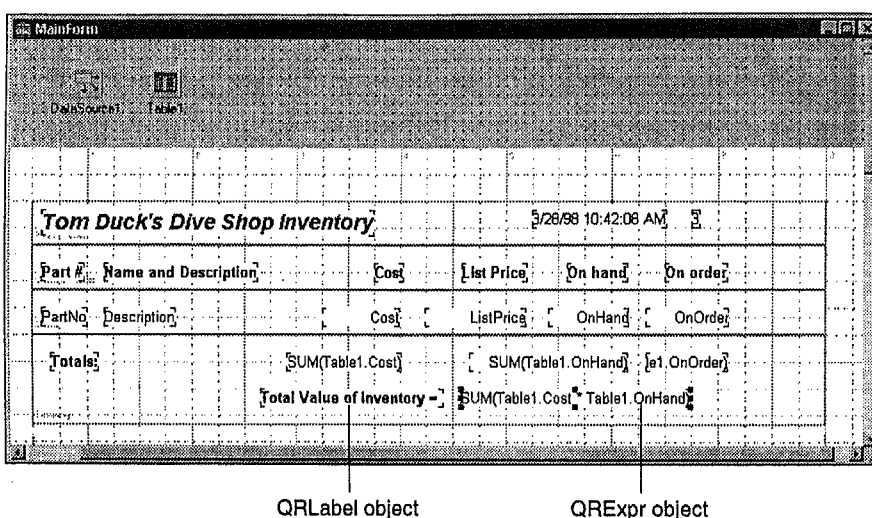 MainForm
DataSource1 Table1
Tom Duck's Dive Shop Inventory 3/28/98 10:42:08 AM 3
Part # Name and Description Cost List Price On hand On order
PartNo Description Cost ListPrice OnHand OnOrder
Totals: SUM(Table1.Cost) SUM(Table1.OnHand) e1.OnOrder)
Total Value of Inventory = SUM(Table1.Cost * Table1.OnHand)
QRLabel object QRExpr object